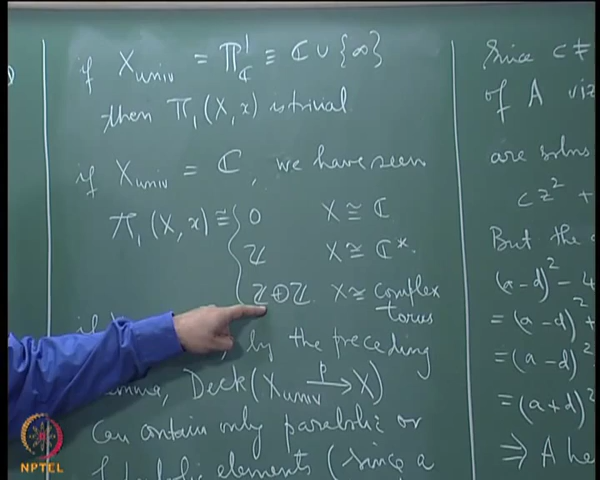 if X_univ = ℙ¹_ℂ ≡ ℂ ∪ {∞}
then π₁(X, x) is trivial
if X_univ = ℂ, we have seen
π₁(X, x) ≅ { 0 X ≅ ℂ
ℤ X ≅ ℂ*.
ℤ⊕ℤ. X ≅ complex torus
if by the preceding
Deck(X_univ →p X)
Can contain only parabolic or
elements (since a
Since c ≠
of A viz
are solns
cz² +
But the
(a-d)² - 4
= (a-d)² +
= (a-d)²
= (a+d)²
⇒ A ha
NPTEL